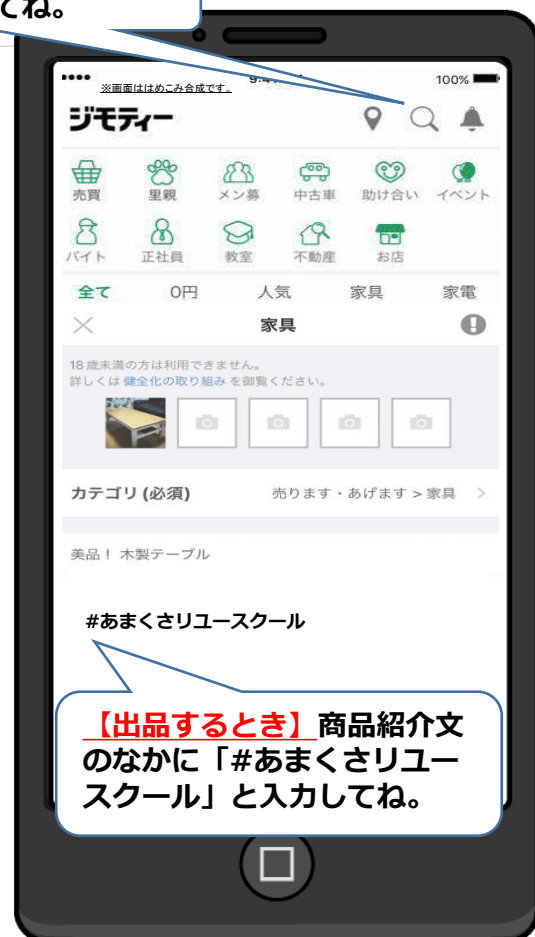 てね。
※画面ははめこみ合成です。
100%
ジモティー
売買
里親
メン募
中古車
助け合い
イベント
バイト
正社員
教室
不動産
お店
全て
0円
人気
家具
家電
家具
18歳未満の方は利用できません。
詳しくは 健全化の取り組み を御覧ください。
カテゴリ (必須)
売ります・あげます > 家具
美品！ 木製テーブル
#あまくさリユースクール
【出品するとき】商品紹介文
のなかに「#あまくさリユー
スクール」と入力してね。